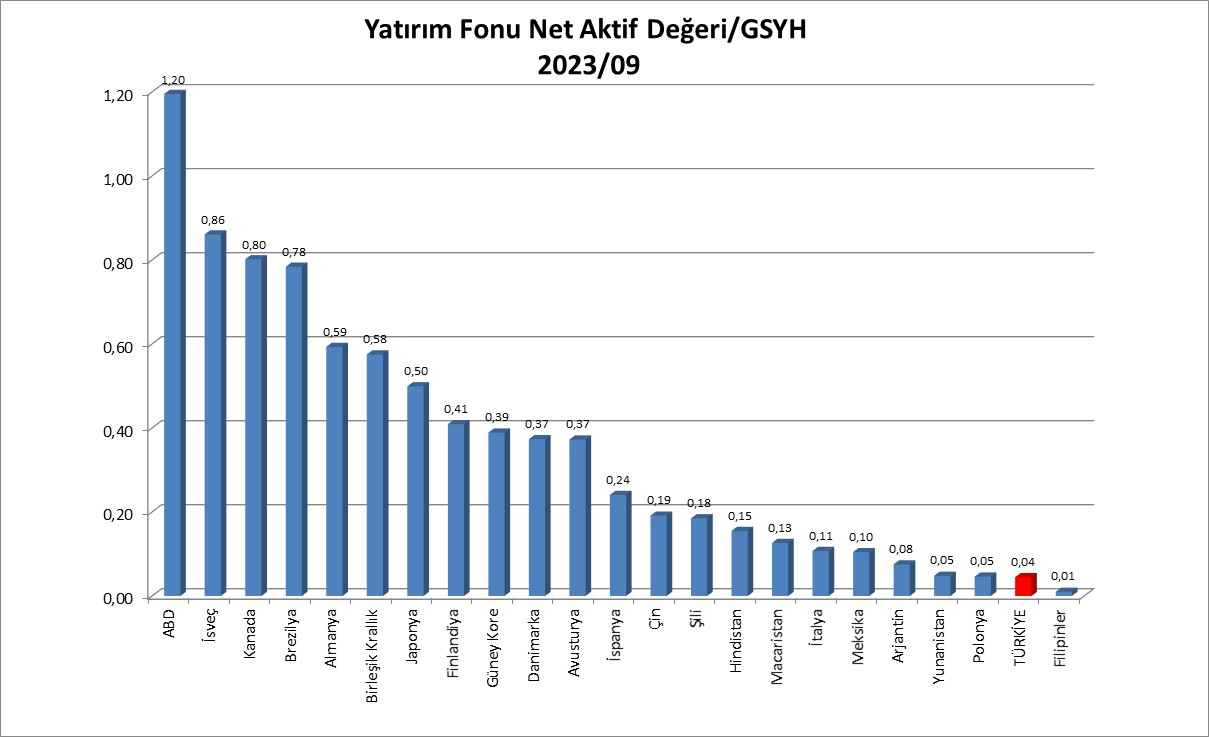 Yatırım Fonu Net Aktif Değeri/GSYH
2023/09
1,20
1,00
0,80
0,60
0,40
0,20
0,00
1,20
0,86
0,80
0,78
0,59
0,58
0,50
0,41
0,39
0,37
0,37
0,24
0,19
0,18
0,15
0,13
0,11
0,10
0,08
0,05
0,05
0,04
0,01
ABD
İsveç
Kanada
Brezilya
Almanya
Birleşik Krallık
Japonya
Finlandiya
Güney Kore
Danimarka
Avusturya
İspanya
Çin
Şili
Hindistan
Macaristan
İtalya
Meksika
Arjantin
Yunanistan
Polonya
TÜRKİYE
Filipinler